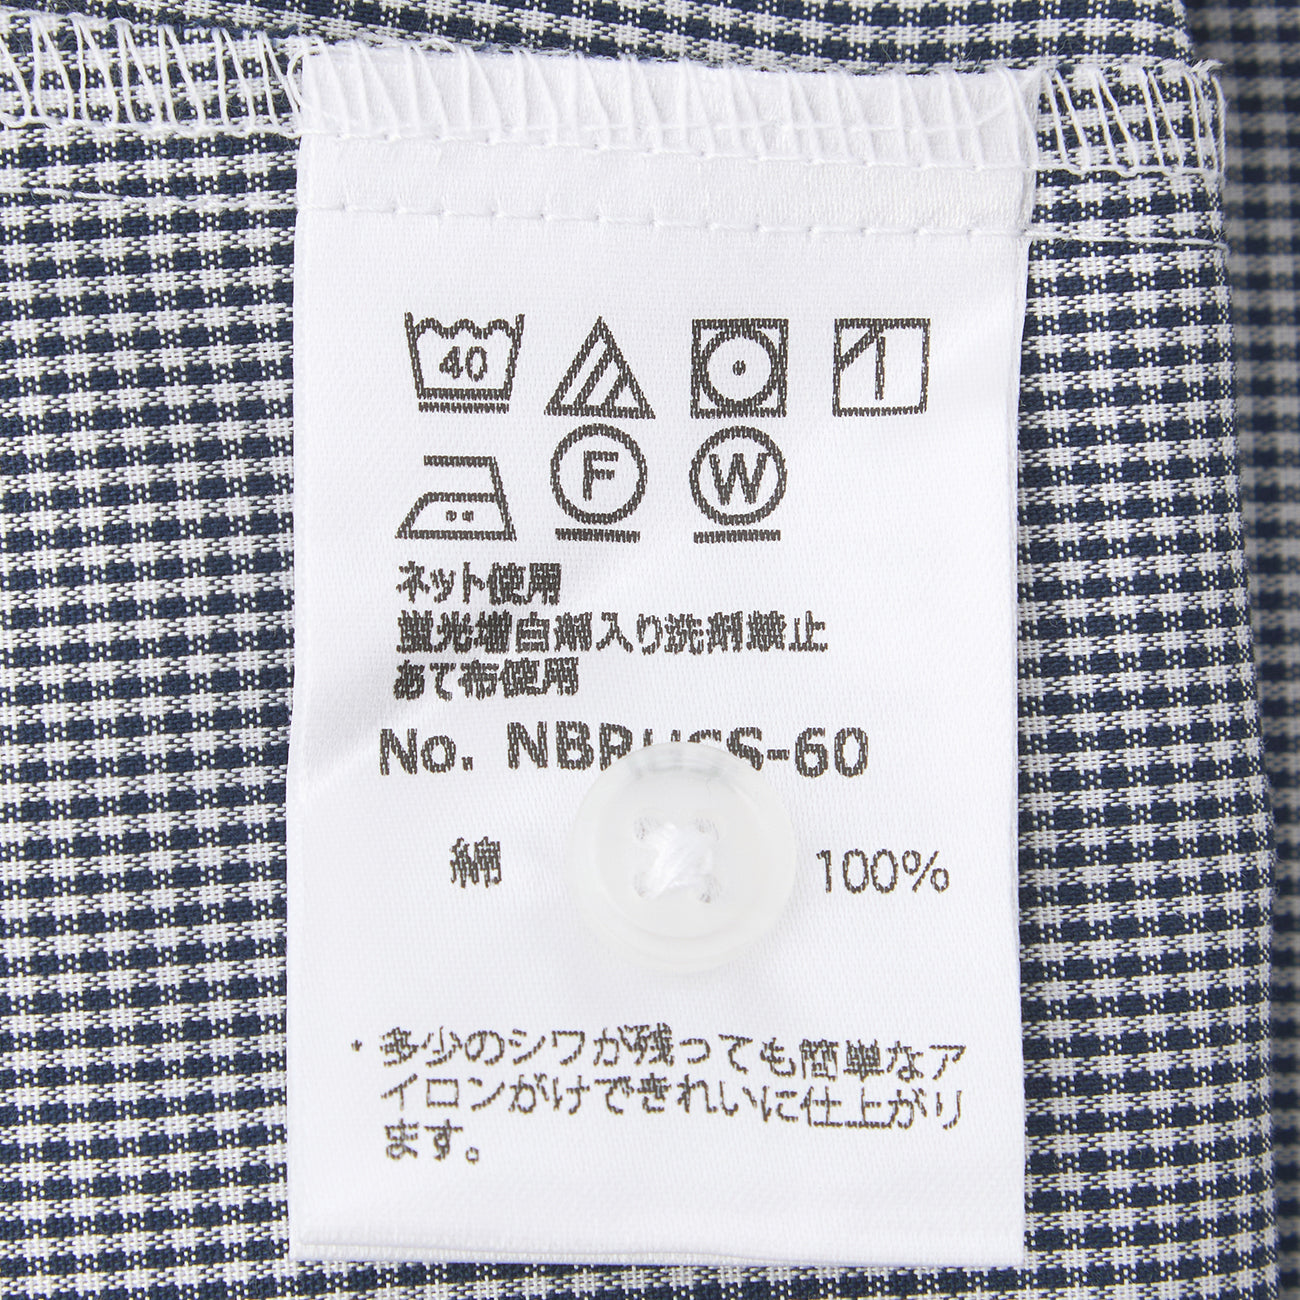 40
F W
ネット使用
蛍光増白剤入り洗剤禁止
あて布使用
No. -60
綿 100%
・多少のシワが残っても簡単なア
イロンがけできれいに仕上がり
ます。